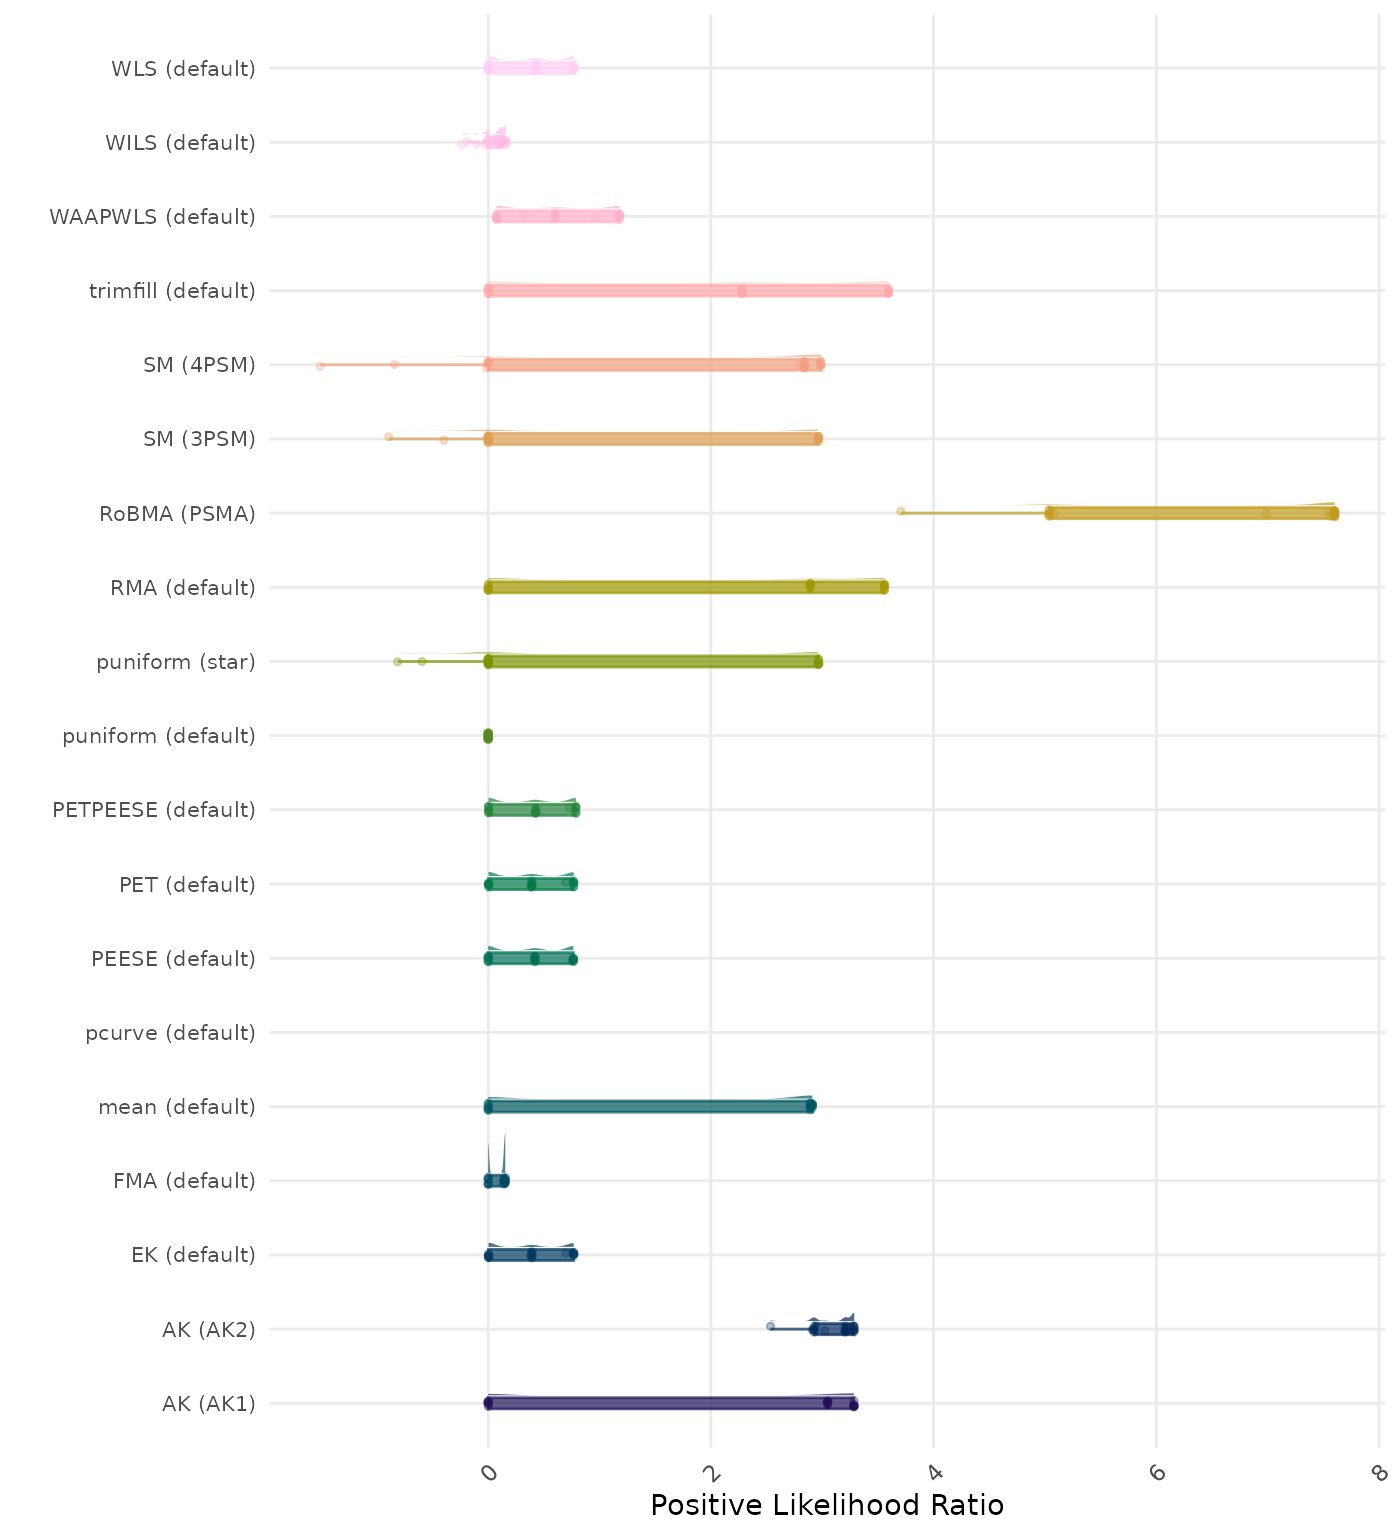 WLS (default)
WILS (default)
WAAPWLS (default)
trimfill (default)
SM (4PSM)
SM (3PSM)
RoBMA (PSMA)
RMA (default)
puniform (star)
puniform (default)
PETPEESE (default)
PET (default)
PEESE (default)
pcurve (default)
mean (default)
FMA (default)
EK (default)
AK (AK2)
AK (AK1)
0 2 4 6 8
Positive Likelihood Ratio